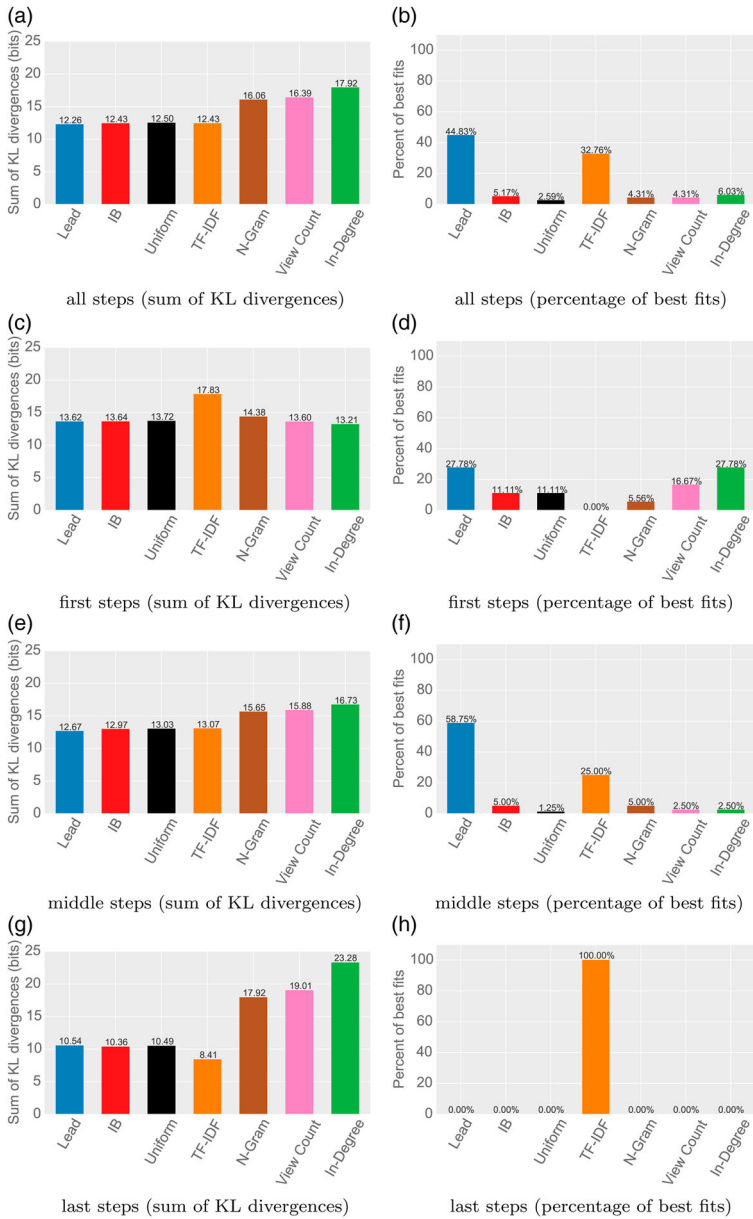 (a)
Sum of KL divergences (bits)
25
20
15
10
5
0
12.26
12.43
12.50
12.43
16.06
16.39
17.92
Lead
IB
Uniform
TF-IDF
N-Gram
View Count
In-Degree
all steps (sum of KL divergences)
(b)
Percent of best fits
100
80
60
40
20
0
44.83%
5.17%
2.59%
32.76%
4.31%
4.31%
6.03%
Lead
IB
Uniform
TF-IDF
N-Gram
View Count
In-Degree
all steps (percentage of best fits)
(c)
Sum of KL divergences (bits)
25
20
15
10
5
0
13.62
13.64
13.72
17.83
14.38
13.60
13.21
Lead
IB
Uniform
TF-IDF
N-Gram
View Count
In-Degree
first steps (sum of KL divergences)
(d)
Percent of best fits
100
80
60
40
20
0
27.78%
11.11%
11.11%
0.00%
5.56%
16.67%
27.78%
Lead
IB
Uniform
TF-IDF
N-Gram
View Count
In-Degree
first steps (percentage of best fits)
(e)
Sum of KL divergences (bits)
25
20
15
10
5
0
12.67
12.97
13.03
13.07
15.65
15.88
16.73
Lead
IB
Uniform
TF-IDF
N-Gram
View Count
In-Degree
middle steps (sum of KL divergences)
(f)
Percent of best fits
100
80
60
40
20
0
58.75%
5.00%
1.25%
25.00%
5.00%
2.50%
2.50%
Lead
IB
Uniform
TF-IDF
N-Gram
View Count
In-Degree
middle steps (percentage of best fits)
(g)
Sum of KL divergences (bits)
25
20
15
10
5
0
10.54
10.36
10.49
8.41
17.92
19.01
23.28
Lead
IB
Uniform
TF-IDF
N-Gram
View Count
In-Degree
last steps (sum of KL divergences)
(h)
Percent of best fits
100
80
60
40
20
0
0.00%
0.00%
0.00%
100.00%
0.00%
0.00%
0.00%
Lead
IB
Uniform
TF-IDF
N-Gram
View Count
In-Degree
last steps (percentage of best fits)